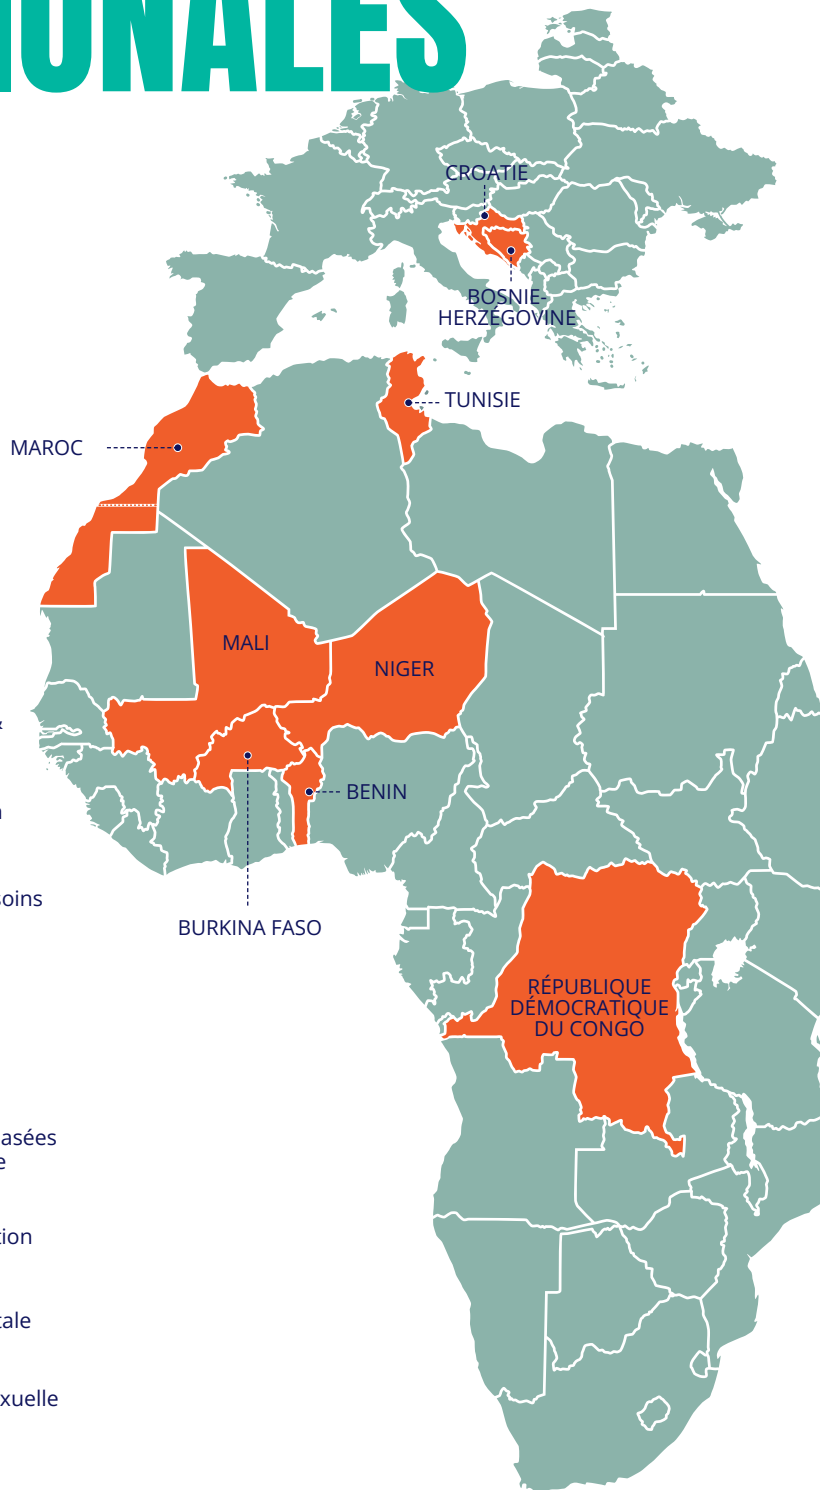 IONALES
CROATIE
BOSNIE-
HERZÉGOVINE
TUNISIE
MAROC
MALI
NIGER
&
BENIN
n
soins
BURKINA FASO
RÉPUBLIQUE
DÉMOCRATIQUE
DU CONGO
asées
e
tion
tale
xuelle